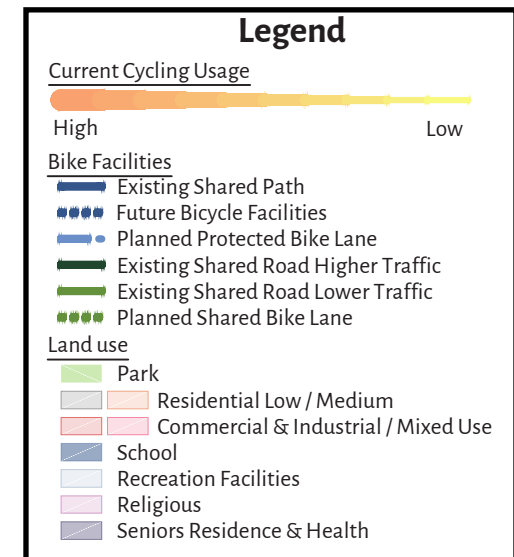 Legend
Current Cycling Usage
High Low
Bike Facilities
Existing Shared Path
Future Bicycle Facilities
Planned Protected Bike Lane
Existing Shared Road Higher Traffic
Existing Shared Road Lower Traffic
Planned Shared Bike Lane
Land use
Park
Residential Low / Medium
Commercial & Industrial / Mixed Use
School
Recreation Facilities
Religious
Seniors Residence & Health